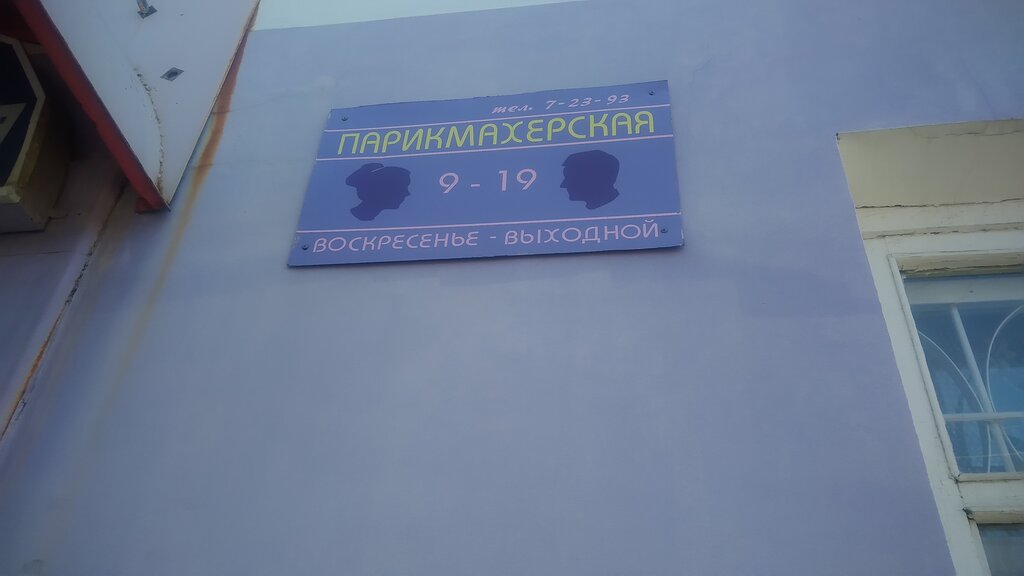 тел. 7-23-93
ПАРИКМАХЕРСКАЯ
9 - 19
ВОСКРЕСЕНЬЕ - ВЫХОДНОЙ